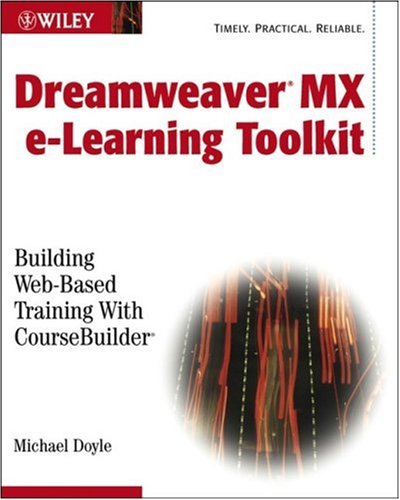 WILEY
TIMELY. PRACTICAL. RELIABLE.
Dreamweaver® MX
e-Learning Toolkit
Building
Web-Based
Training With
CourseBuilder®
Michael Doyle